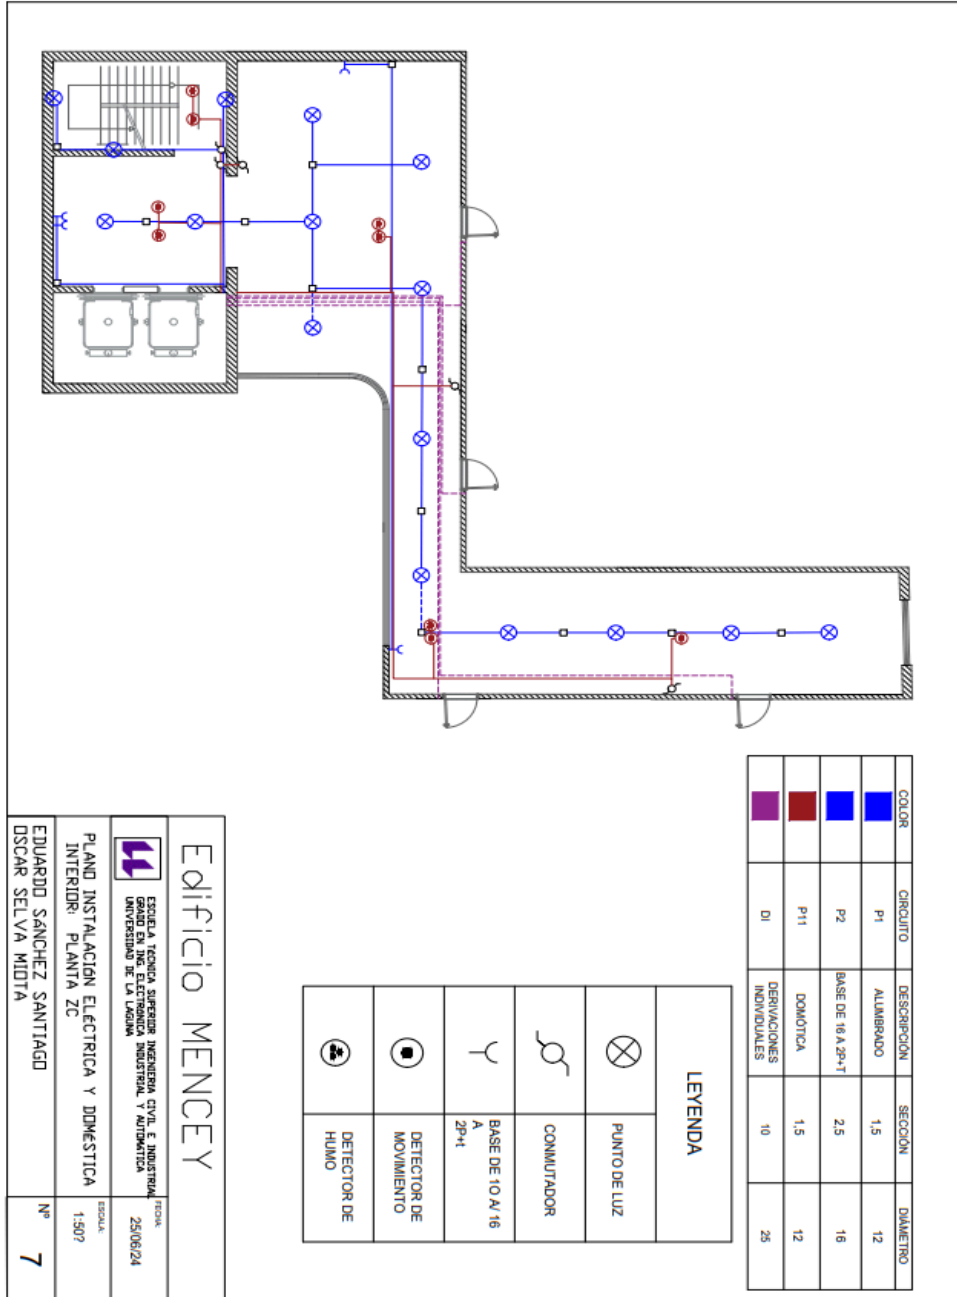 COLOR CIRCUITO DESCRIPCIÓN SECCIÓN DIÁMETRO
P1 ALUMBRADO 1,5 12
P2 BASE DE 16 A 2P+T 2,5 16
P11 DOMÓTICA 1,5 12
DI DERIVACIONES
INDIVIDUALES 10 25
LEYENDA
PUNTO DE LUZ
CONMUTADOR
BASE DE 10 A/ 16
A
2P+t
DETECTOR DE
MOVIMIENTO
DETECTOR DE
HUMO
Edificio MENCEY
ESCUELA TÉCNICA SUPERIOR INGENIERIA CIVIL E INDUSTRIAL
GRADO EN ING. ELECTRÓNICA INDUSTRIAL Y AUTOMÁTICA
UNIVERSIDAD DE LA LAGUNA
FECHA:
25/06/24
PLANO INSTALACIÓN ELÉCTRICA Y DOMÉSTICA
INTERIOR: PLANTA ZC
ESCALA:
1:50?
EDUARDO SÁNCHEZ SANTIAGO
OSCAR SELVA MIOTA
Nº
7